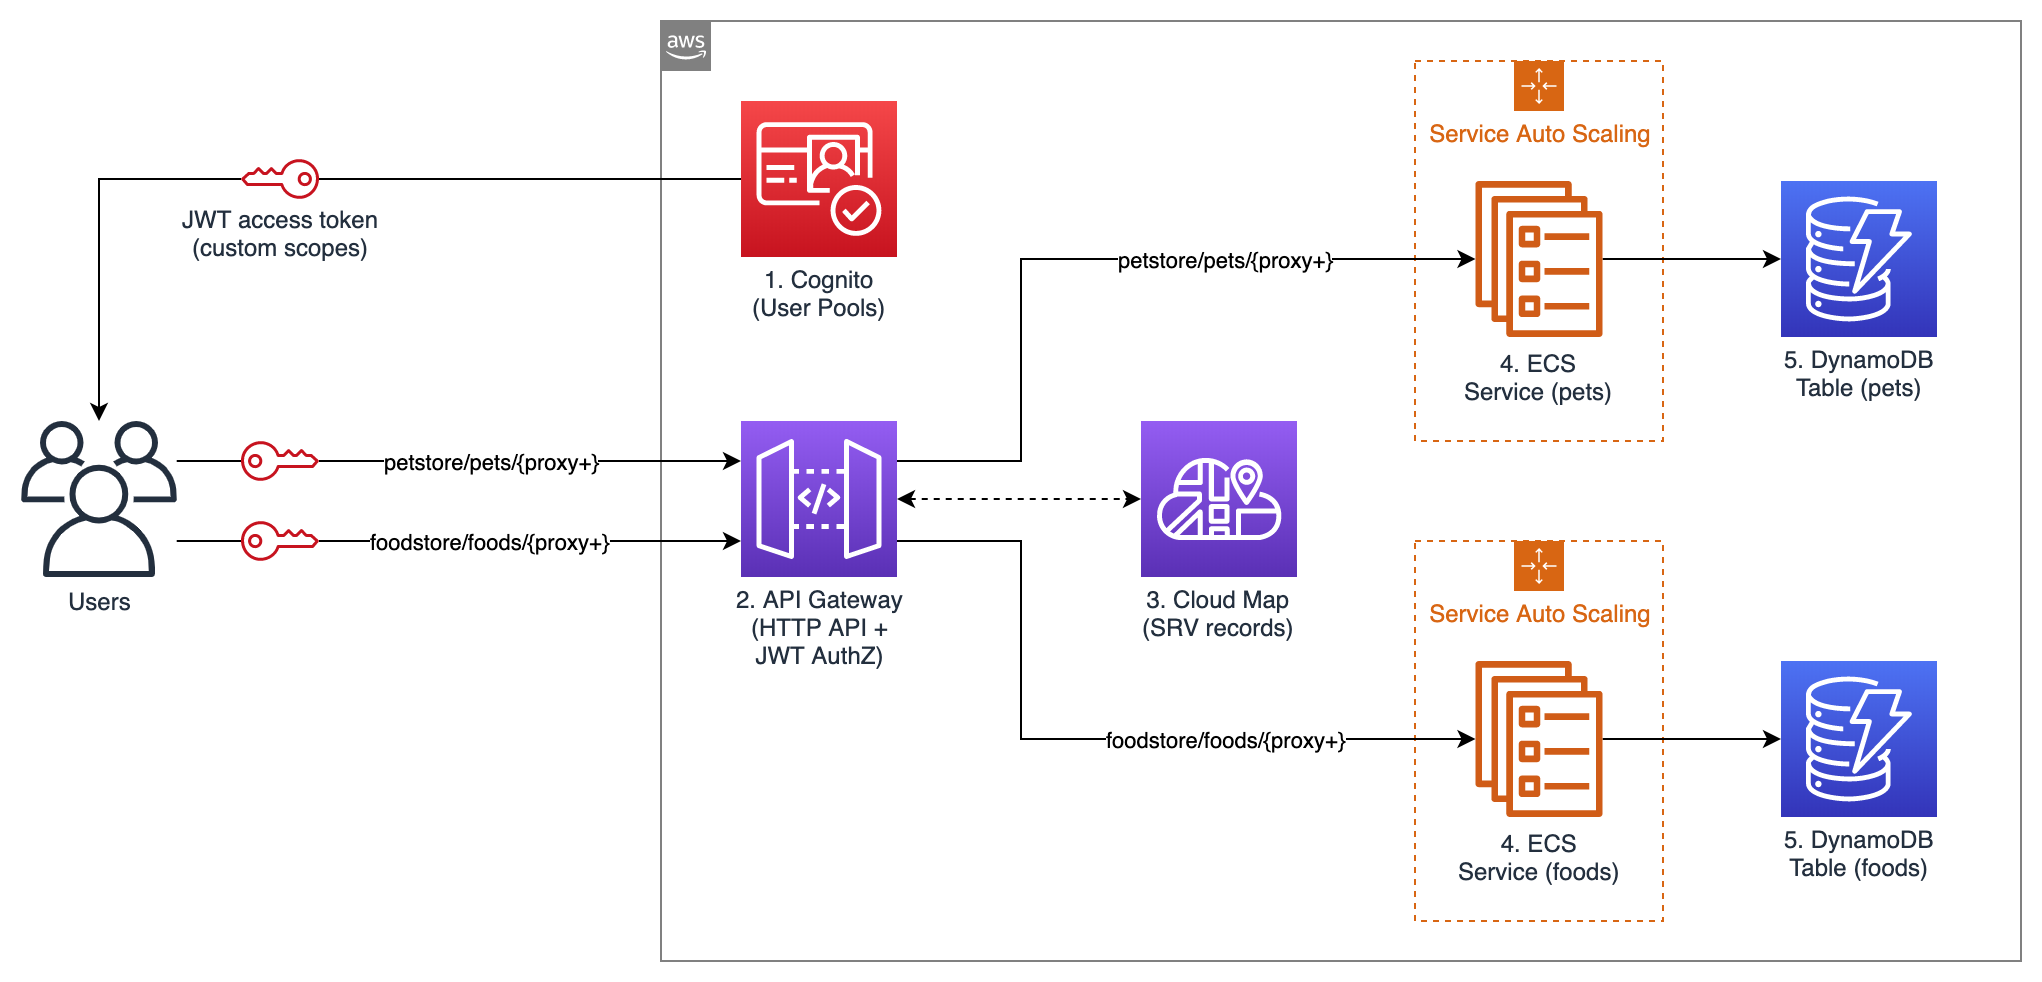 aws
Service Auto Scaling
JWT access token
(custom scopes)
1. Cognito
(User Pools)
petstore/pets/{proxy+}
4. ECS
Service (pets)
5. DynamoDB
Table (pets)
petstore/pets/{proxy+}
foodstore/foods/{proxy+}
Users
2. API Gateway
(HTTP API +
JWT AuthZ)
3. Cloud Map
(SRV records)
Service Auto Scaling
foodstore/foods/{proxy+}
4. ECS
Service (foods)
5. DynamoDB
Table (foods)